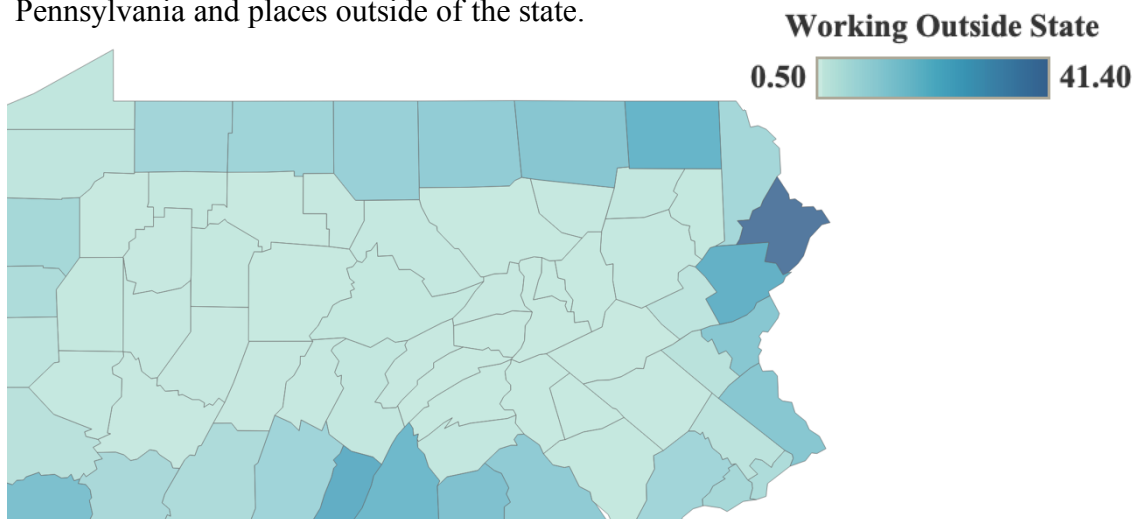 Pennsylvania and places outside of the state.
Working Outside State
0.50 41.40